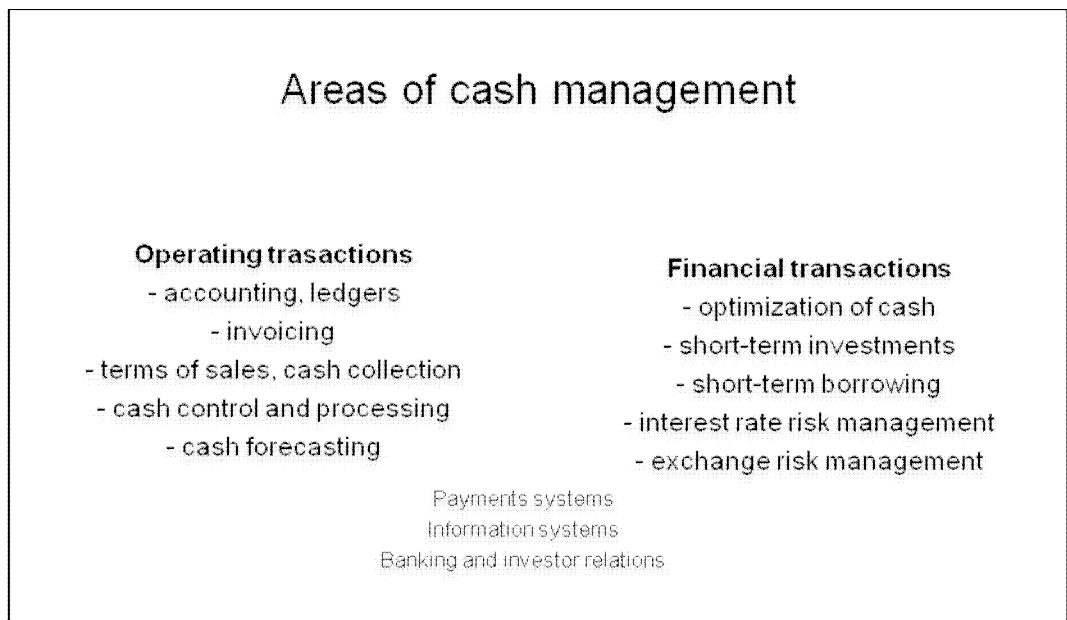 Areas of cash management
Operating trasactions
- accounting, ledgers
- invoicing
- terms of sales, cash collection
- cash control and processing
- cash forecasting
Financial transactions
- optimization of cash
- short-term investments
- short-term borrowing
- interest rate risk management
- exchange risk management
Payments systems
Information systems
Banking and investor relations